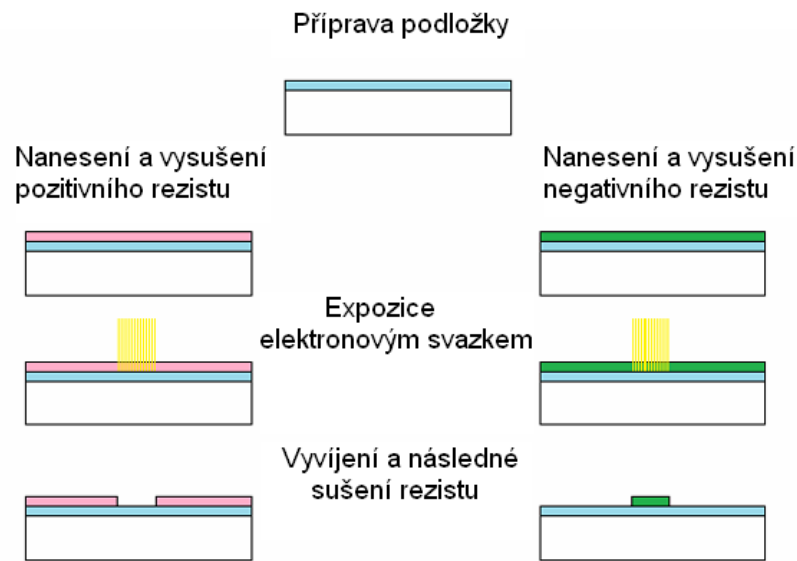 Příprava podložky
Nanesení a vysušení
pozitivního rezistu
Nanesení a vysušení
negativního rezistu
Expozice
elektronovým svazkem
Vyvíjení a následné
sušení rezistu